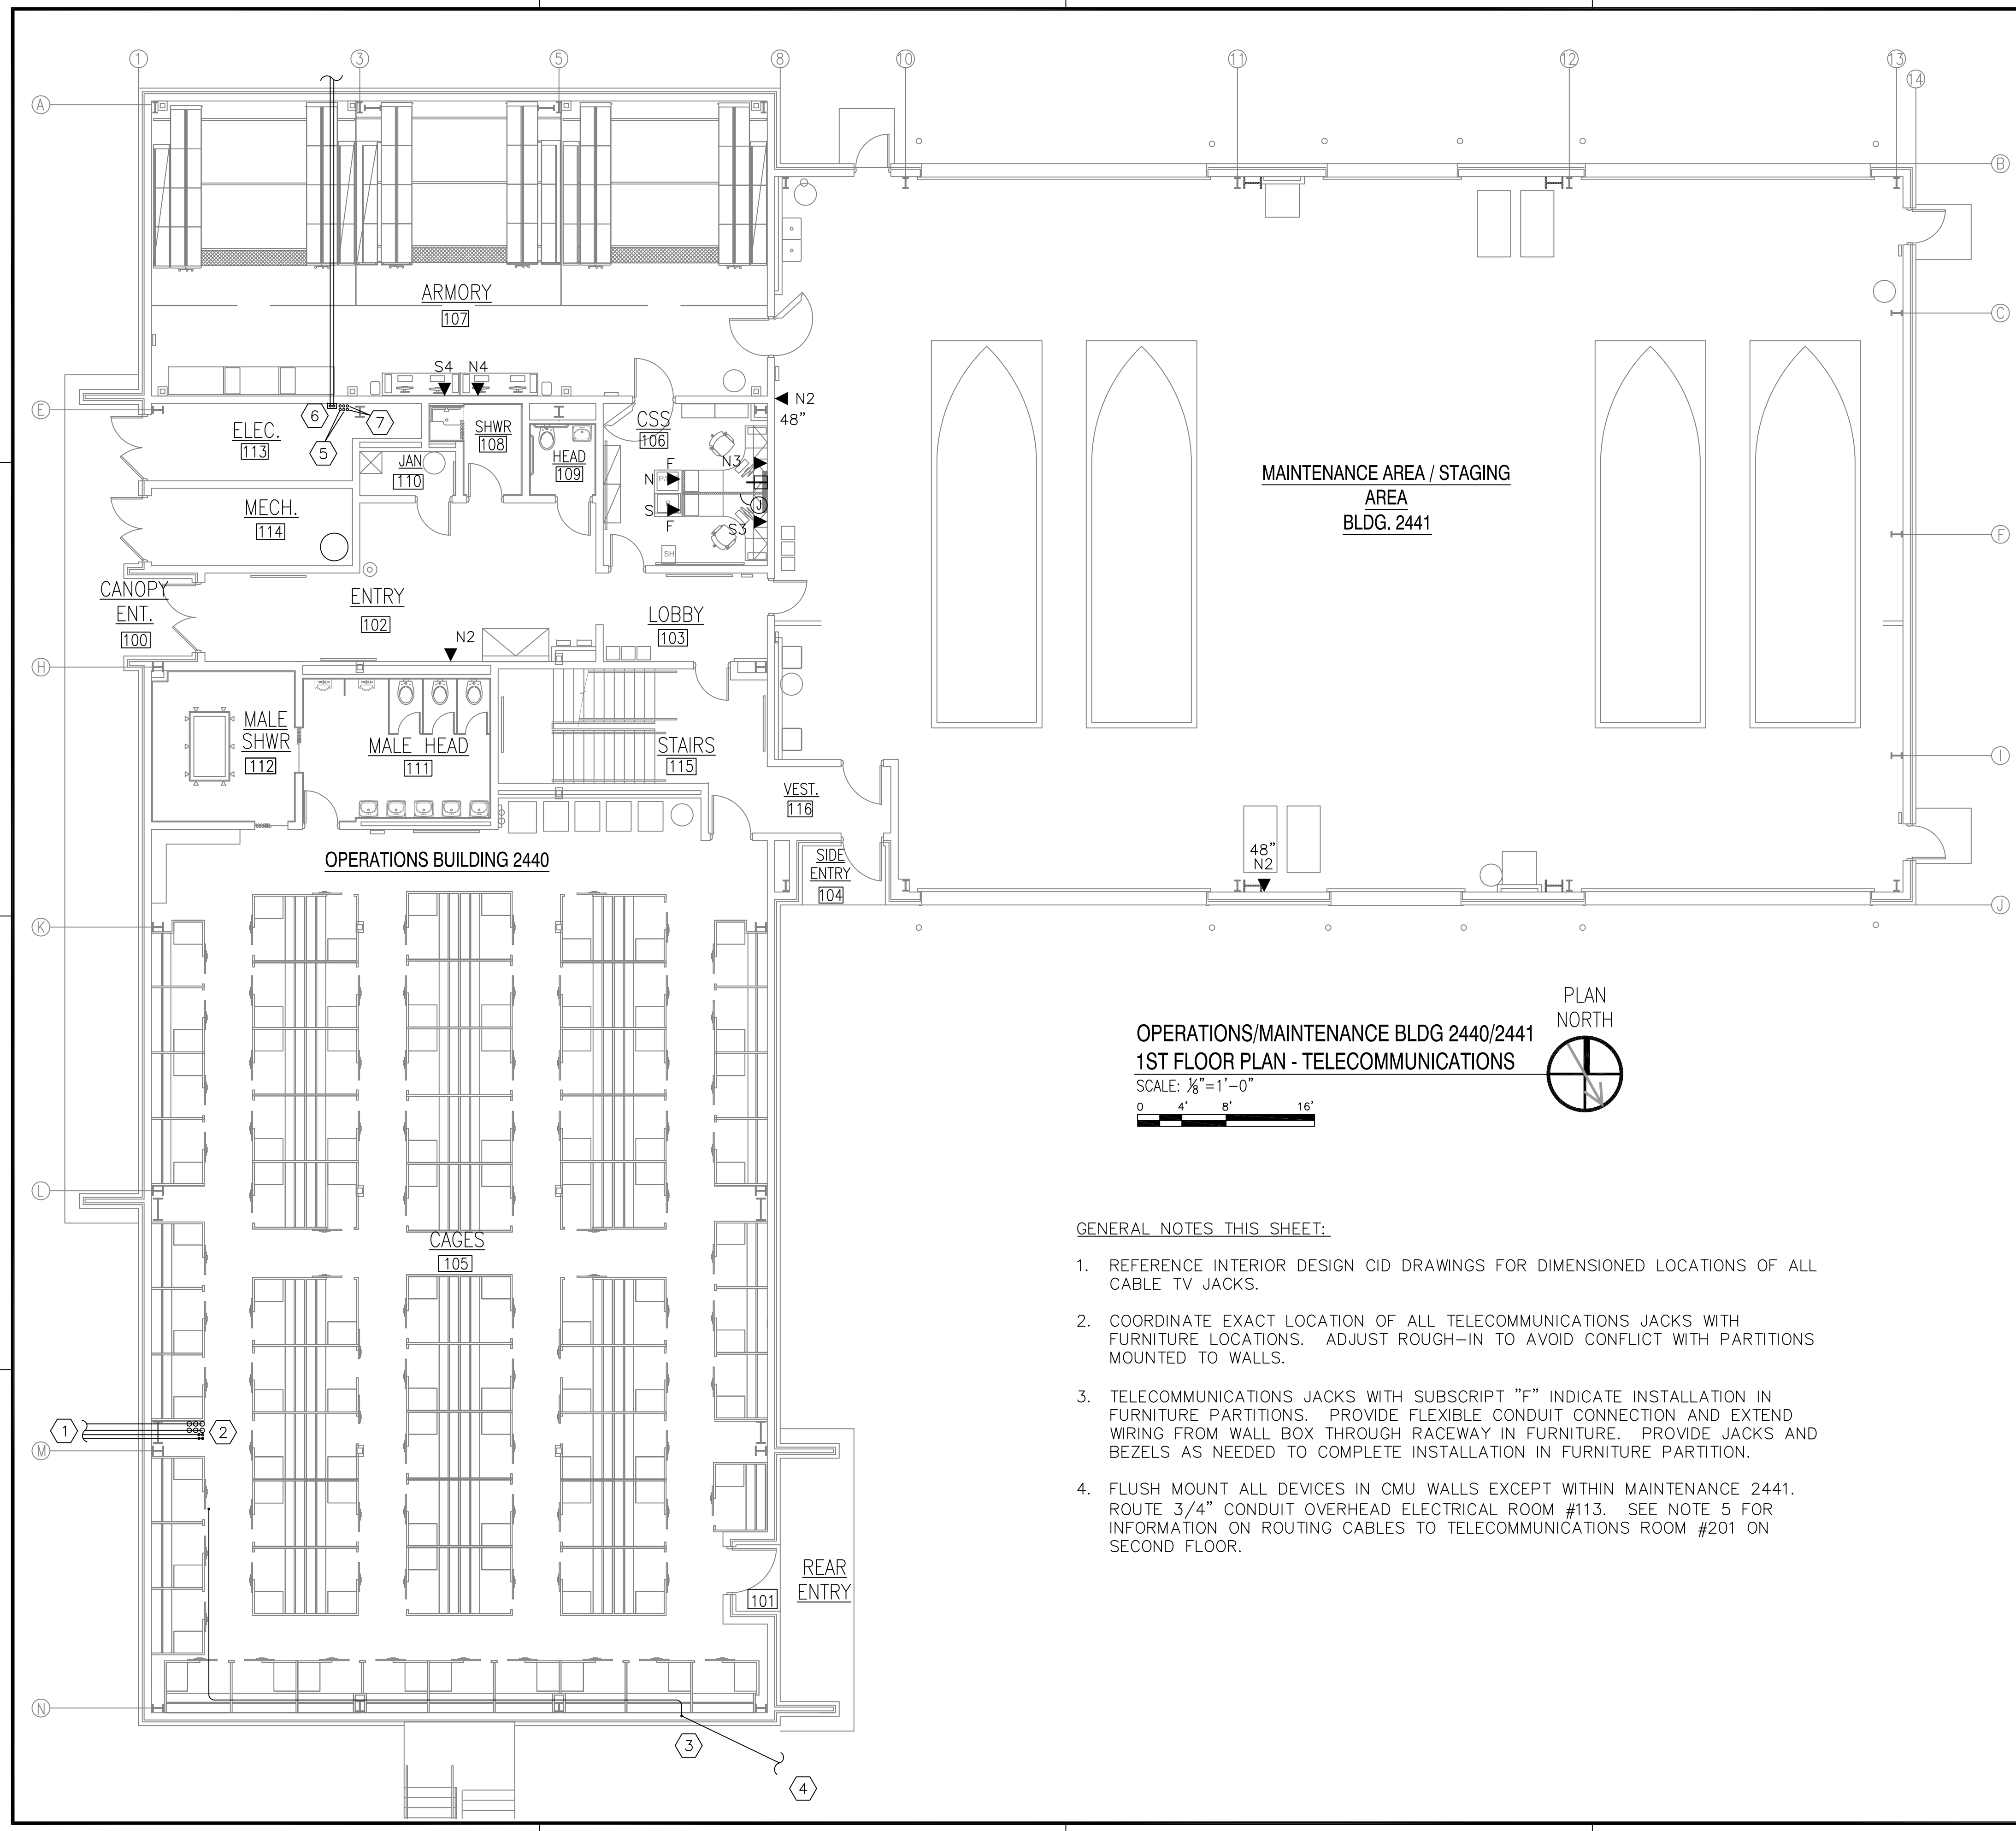 1
3
5
8
10
11
12
13
14
A
B
C
ARMORY
107
S4 N4
N2
48"
E
6
7
5
ELEC.
113
SHWR
108
CSS
106
JAN
110
HEAD
109
F
N3
N
P/F
J
S
P
F
S3
SH
MECH.
114
MAINTENANCE AREA / STAGING
AREA
BLDG. 2441
F
CANOPY
ENT.
100
ENTRY
102
LOBBY
103
N2
H
MALE
SHWR
112
MALE HEAD
111
STAIRS
115
I
VEST.
116
OPERATIONS BUILDING 2440
SIDE
ENTRY
104
48"
N2
J
K
PLAN
NORTH
OPERATIONS/MAINTENANCE BLDG 2440/2441
1ST FLOOR PLAN - TELECOMMUNICATIONS
SCALE: 1/8"=1'-0"
0 4' 8' 16'
L
CAGES
105
GENERAL NOTES THIS SHEET:
1. REFERENCE INTERIOR DESIGN CID DRAWINGS FOR DIMENSIONED LOCATIONS OF ALL
CABLE TV JACKS.
2. COORDINATE EXACT LOCATION OF ALL TELECOMMUNICATIONS JACKS WITH
FURNITURE LOCATIONS. ADJUST ROUGH-IN TO AVOID CONFLICT WITH PARTITIONS
MOUNTED TO WALLS.
3. TELECOMMUNICATIONS JACKS WITH SUBSCRIPT "F" INDICATE INSTALLATION IN
FURNITURE PARTITIONS. PROVIDE FLEXIBLE CONDUIT CONNECTION AND EXTEND
WIRING FROM WALL BOX THROUGH RACEWAY IN FURNITURE. PROVIDE JACKS AND
BEZELS AS NEEDED TO COMPLETE INSTALLATION IN FURNITURE PARTITION.
4. FLUSH MOUNT ALL DEVICES IN CMU WALLS EXCEPT WITHIN MAINTENANCE 2441.
ROUTE 3/4" CONDUIT OVERHEAD ELECTRICAL ROOM #113. SEE NOTE 5 FOR
INFORMATION ON ROUTING CABLES TO TELECOMMUNICATIONS ROOM #201 ON
SECOND FLOOR.
1
2
M
REAR
ENTRY
101
N
3
4